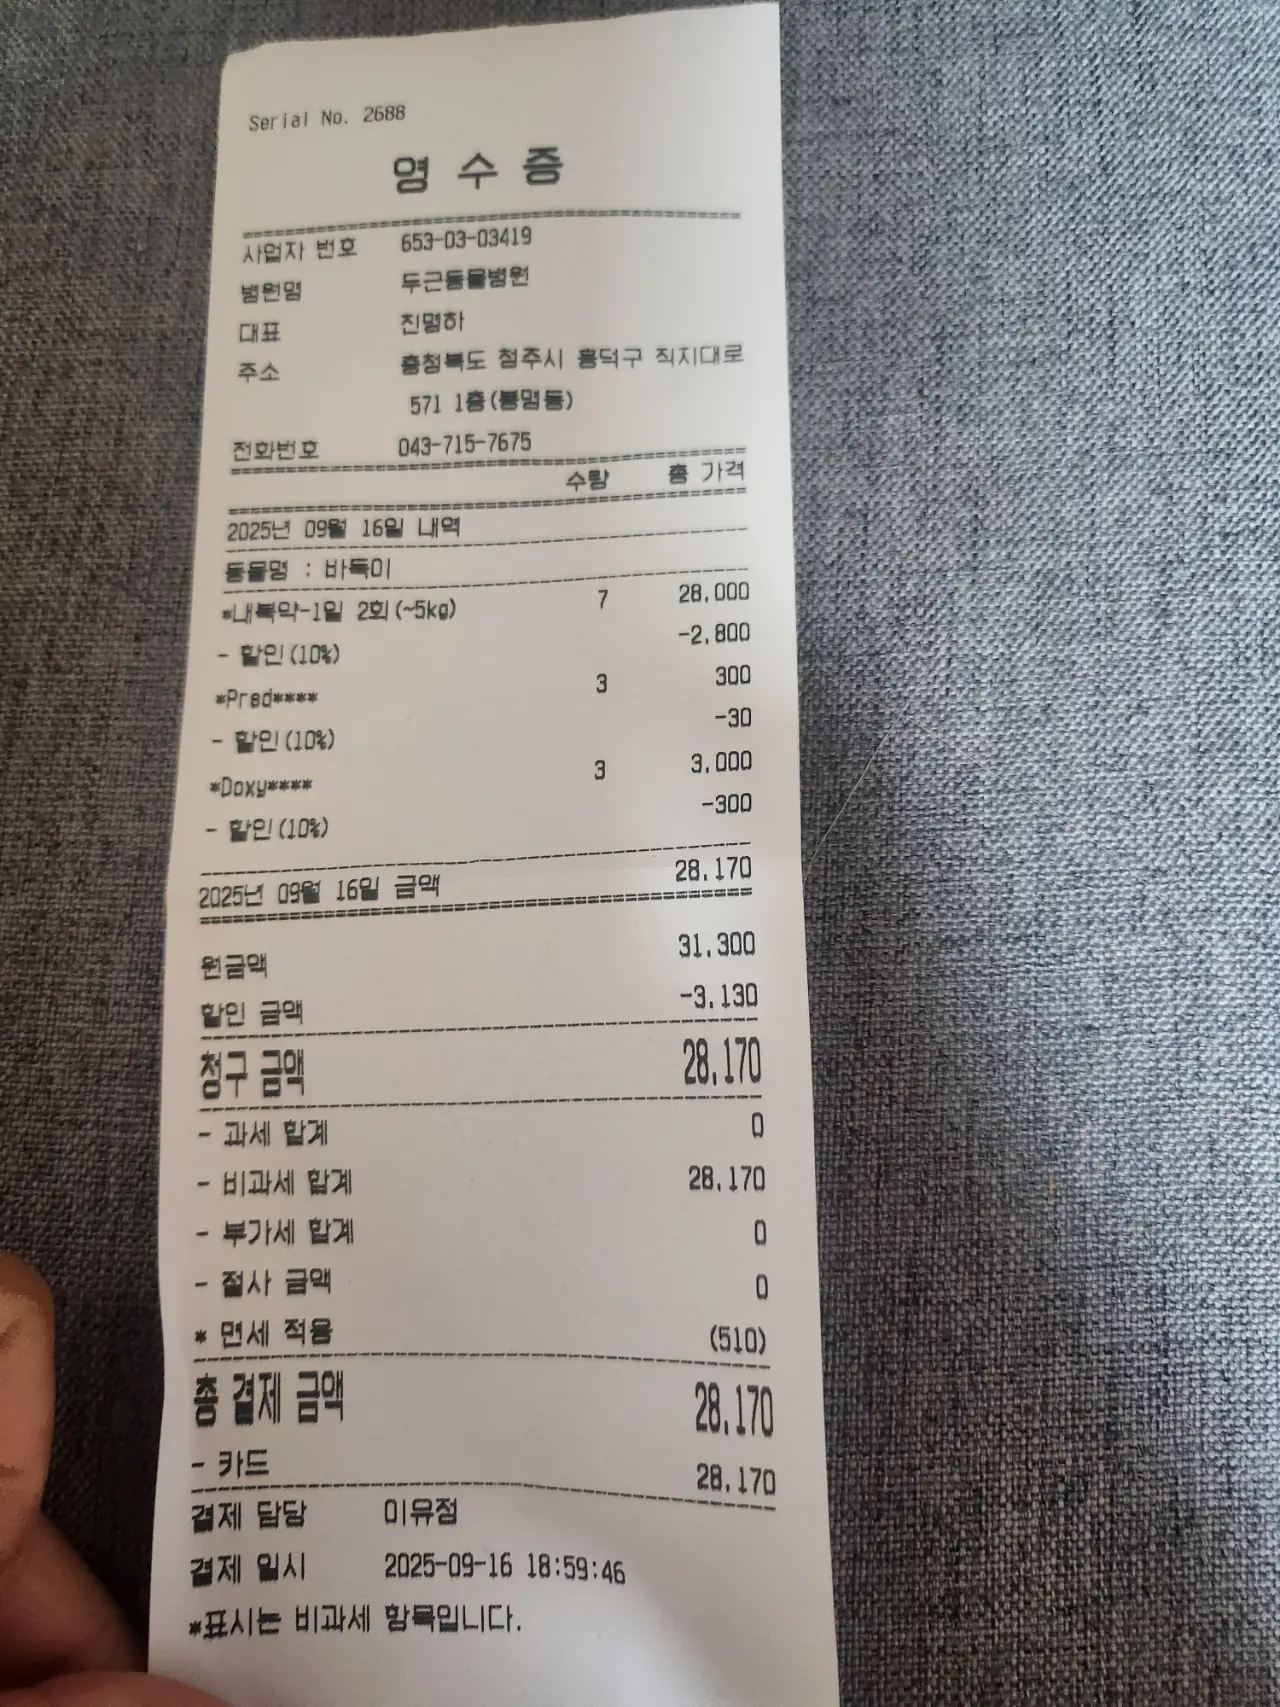 Serial No. 2688
영 수 증
사업자 번호 653-03-03419
병원명 두근동물병원
대표 진명하
주소 충청북도 청주시 흥덕구 직지대로
571 1층(봉명동)
전화번호 043-715-7675
수량 총 가격
2025년 09월 16일 내역
동물명 : 바둑이
*내복약-1일 2회(~5kg) 7 28,000
- 할인(10%) -2,800
*Pred**** 3 300
- 할인(10%) -30
*Doxy**** 3 3,000
- 할인(10%) -300
2025년 09월 16일 금액 28,170
원금액 31,300
할인 금액 -3,130
청구 금액 28,170
- 과세 합계 0
- 비과세 합계 28,170
- 부가세 합계 0
- 절사 금액 0
* 면세 적용 (510)
총 결제 금액 28,170
- 카드 28,170
결제 담당 이유정
결제 일시 2025-09-16 18:59:46
*표시는 비과세 항목입니다.